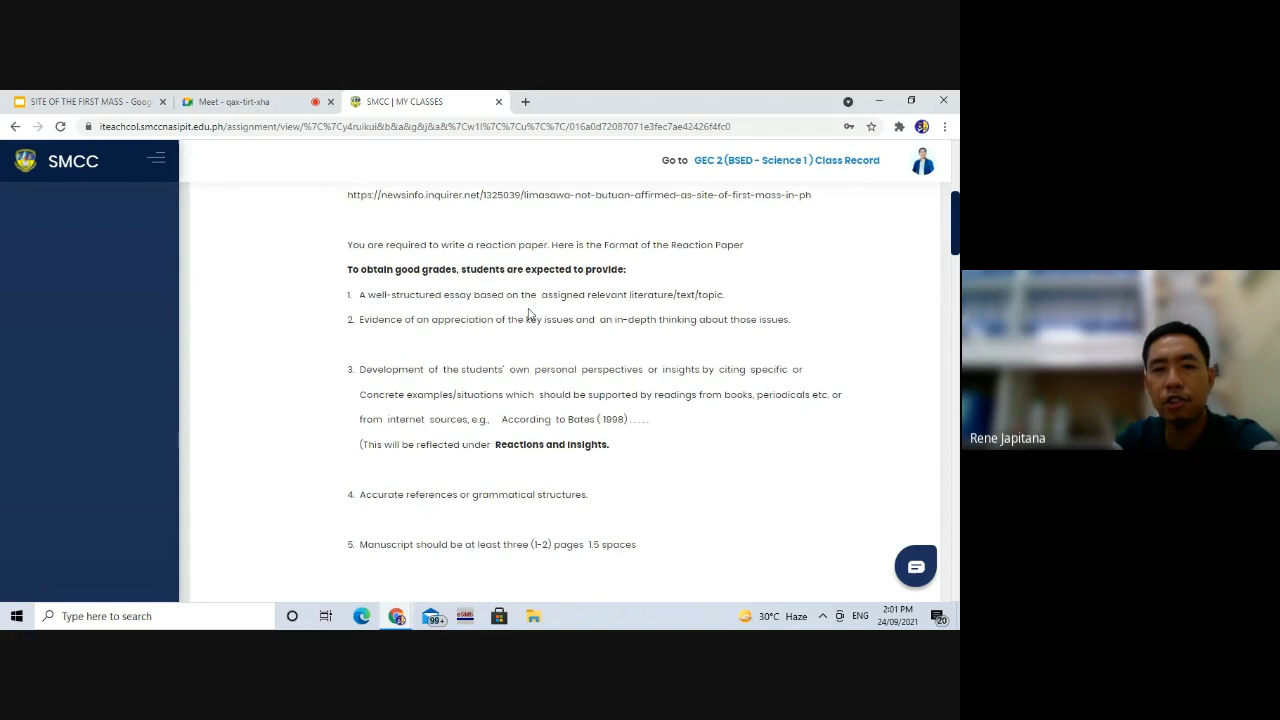 SITE OF THE FIRST MASS - Goog
Meet - qax-tirt-xha
SMCC | MY CLASSES
iteachcol.smccnasipit.edu.ph/assignment/view/%7C%7Cy4ruikui&b&a&g&j&a&%7Cw1l%7C%7Cu%7C%7C/016a0d72087071e3fec7ae42426f4fc0
SMCC
Go to GEC 2 (BSED - Science 1 ) Class Record
https://newsinfo.inquirer.net/1325039/limasawa-not-butuan-affirmed-as-site-of-first-mass-in-ph
You are required to write a reaction paper. Here is the Format of the Reaction Paper
To obtain good grades, students are expected to provide:
1. A well-structured essay based on the assigned relevant literature/text/topic.
2. Evidence of an appreciation of the key issues and an in-depth thinking about those issues.
3. Development of the students' own personal perspectives or insights by citing specific or
Concrete examples/situations which should be supported by readings from books, periodicals etc. or
from internet sources, e.g., According to Bates ( 1998) . . . . .
(This will be reflected under Reactions and Insights.
4. Accurate references or grammatical structures.
5. Manuscript should be at least three (1-2) pages 1.5 spaces
Rene Japitana
Type here to search
99+
eSMS
30°C Haze
ENG
2:01 PM
24/09/2021
20